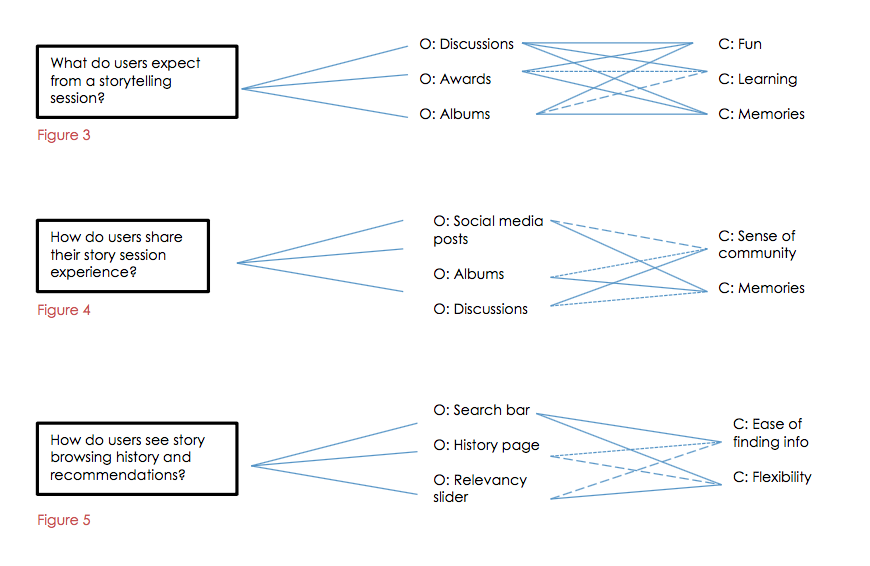 What do users expect
from a storytelling
session?
Figure 3
O: Discussions
O: Awards
O: Albums
C: Fun
C: Learning
C: Memories
How do users share
their story session
experience?
Figure 4
O: Social media
posts
O: Albums
O: Discussions
C: Sense of
community
C: Memories
How do users see story
browsing history and
recommendations?
Figure 5
O: Search bar
O: History page
O: Relevancy
slider
C: Ease of
finding info
C: Flexibility